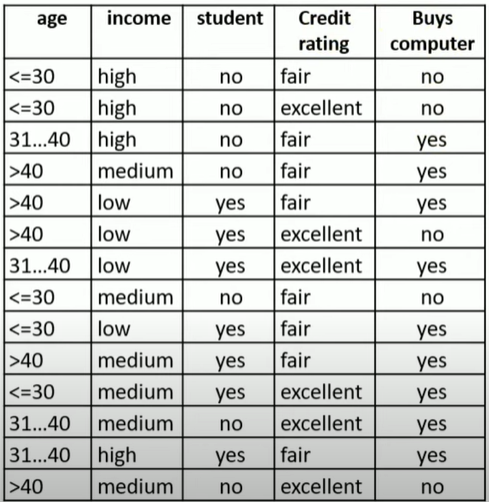 age income student Credit rating Buys computer
<=30 high no fair no
<=30 high no excellent no
31...40 high no fair yes
>40 medium no fair yes
>40 low yes fair yes
>40 low yes excellent no
31...40 low yes excellent yes
<=30 medium no fair no
<=30 low yes fair yes
>40 medium yes fair yes
<=30 medium yes excellent yes
31...40 medium no excellent yes
31...40 high yes fair yes
>40 medium no excellent no